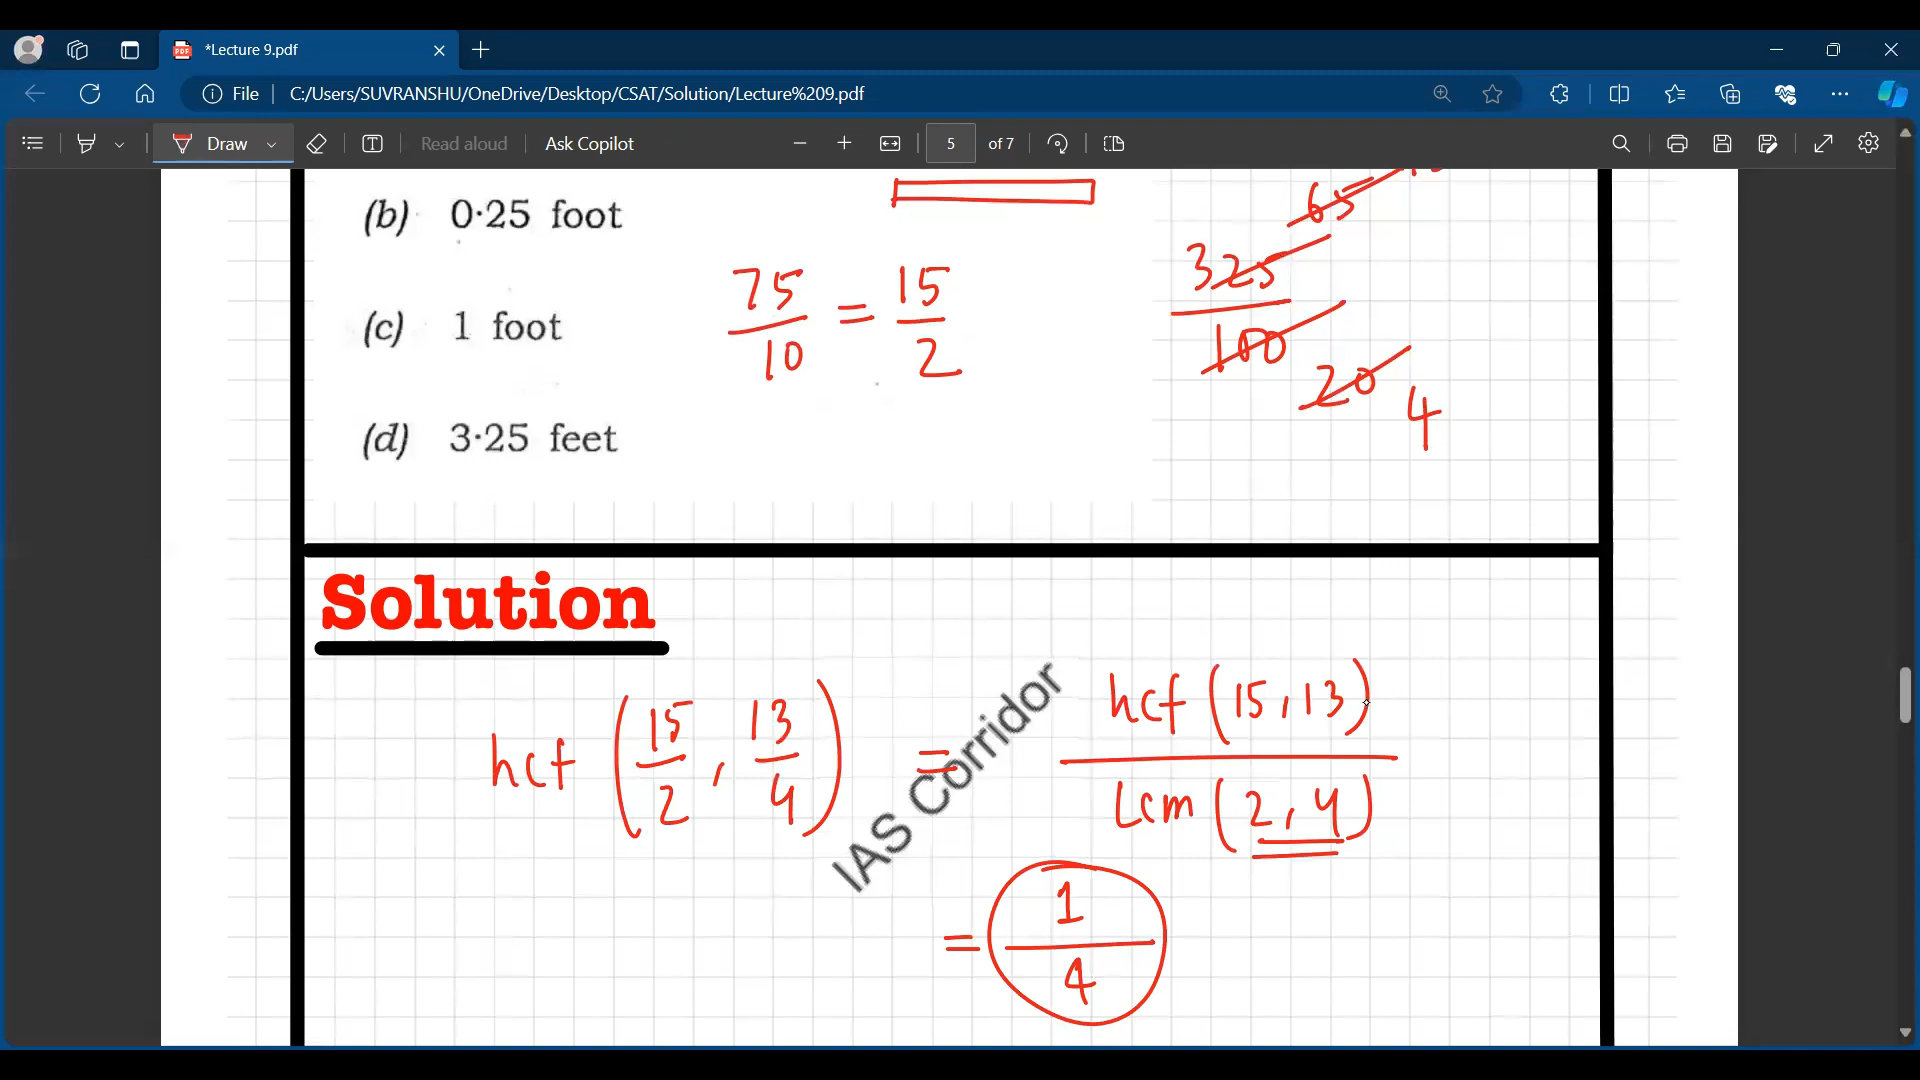 *Lecture 9.pdf
File C:/Users/SUVRANSHU/OneDrive/Desktop/CSAT/Solution/Lecture%209.pdf
Draw Read aloud Ask Copilot 5 of 7
(b) 0·25 foot
65
325
100
20
4
75/10 = 15/2
(c) 1 foot
(d) 3·25 feet
Solution
hcf (15/2, 13/4) = hcf (15, 13) / Lcm (2, 4)
= 1/4
IAS Corridor